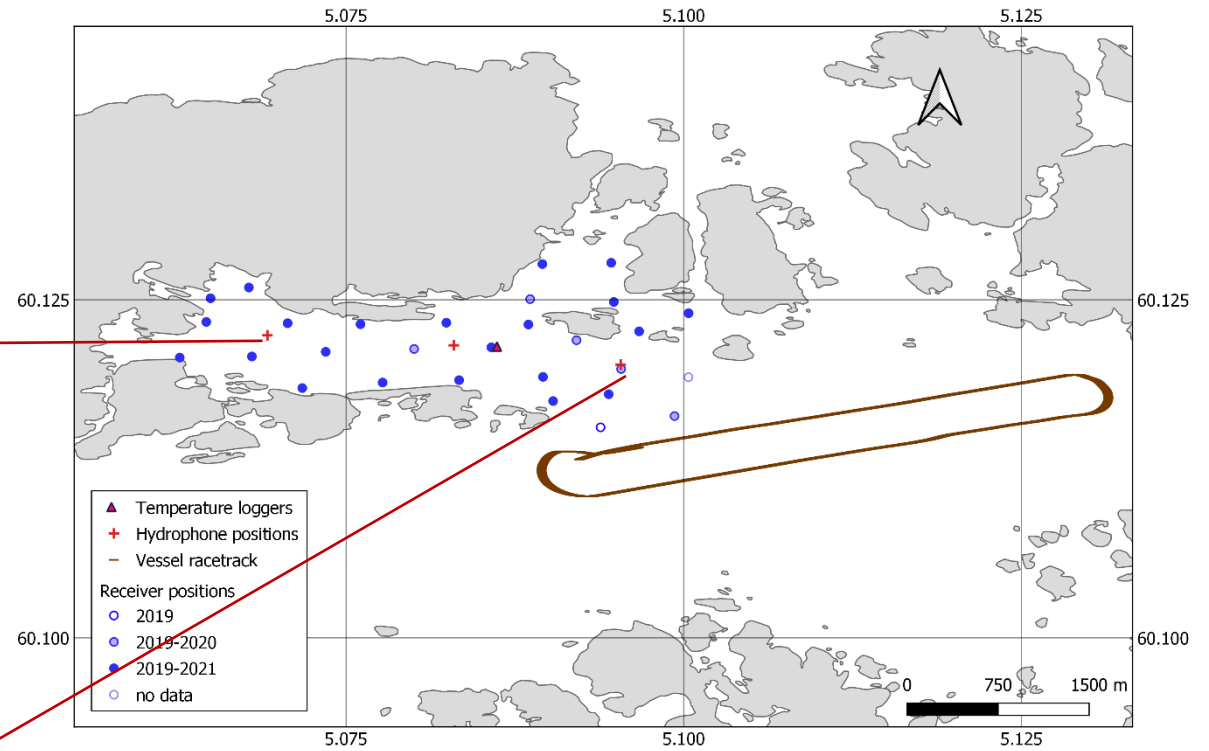 5.075 5.100 5.125
60.125 60.125
Temperature loggers
Hydrophone positions
Vessel racetrack
Receiver positions
2019
60.100 60.100
2019-2020
2019-2021
no data
0 750 1500 m
5.075 5.100 5.125